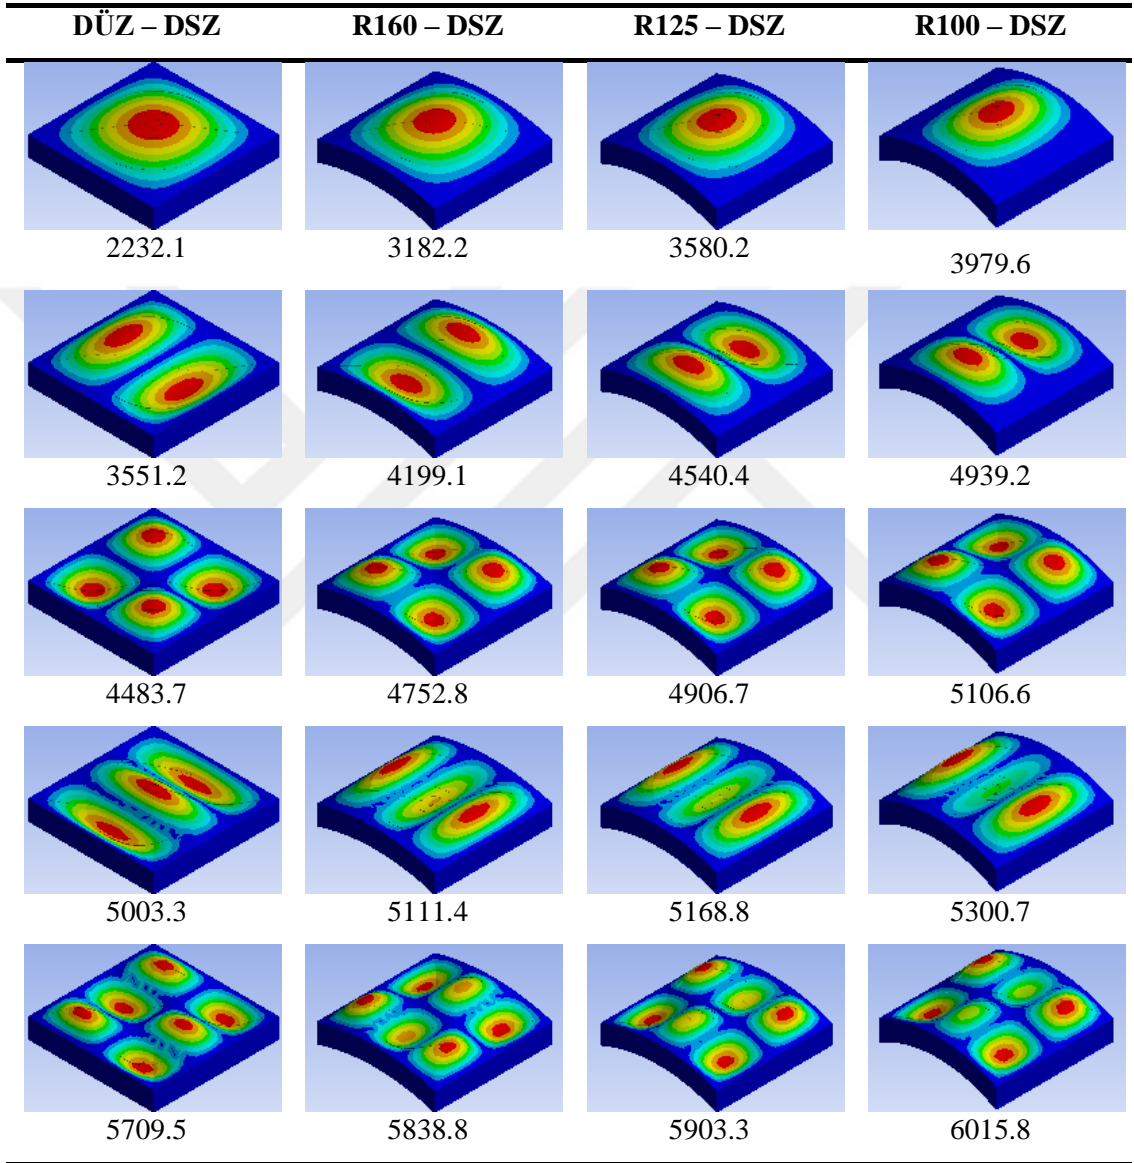 DÜZ – DSZ R160 – DSZ R125 – DSZ R100 – DSZ
2232.1 3182.2 3580.2 3979.6
3551.2 4199.1 4540.4 4939.2
4483.7 4752.8 4906.7 5106.6
5003.3 5111.4 5168.8 5300.7
5709.5 5838.8 5903.3 6015.8